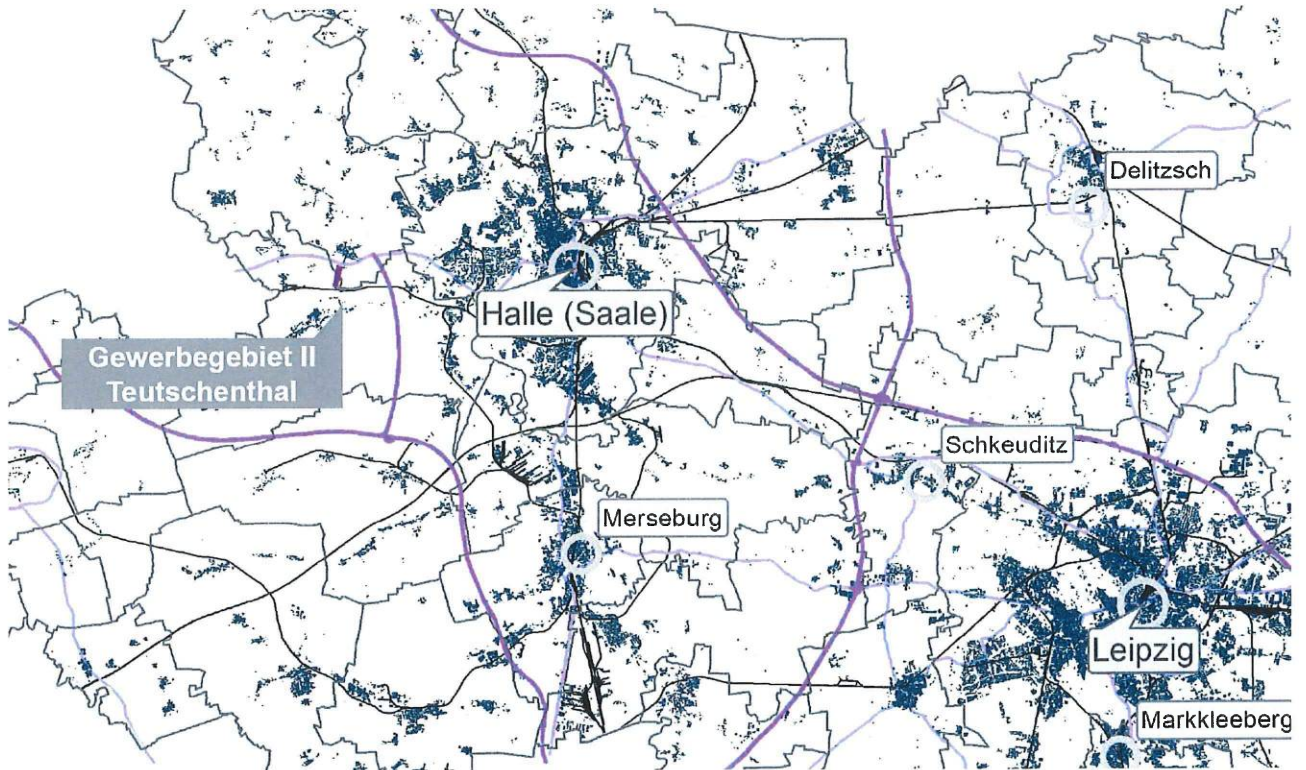 Delitzsch
Halle (Saale)
Gewerbegebiet II
Teutschenthal
Schkeuditz
Merseburg
Leipzig
Markkleeberg